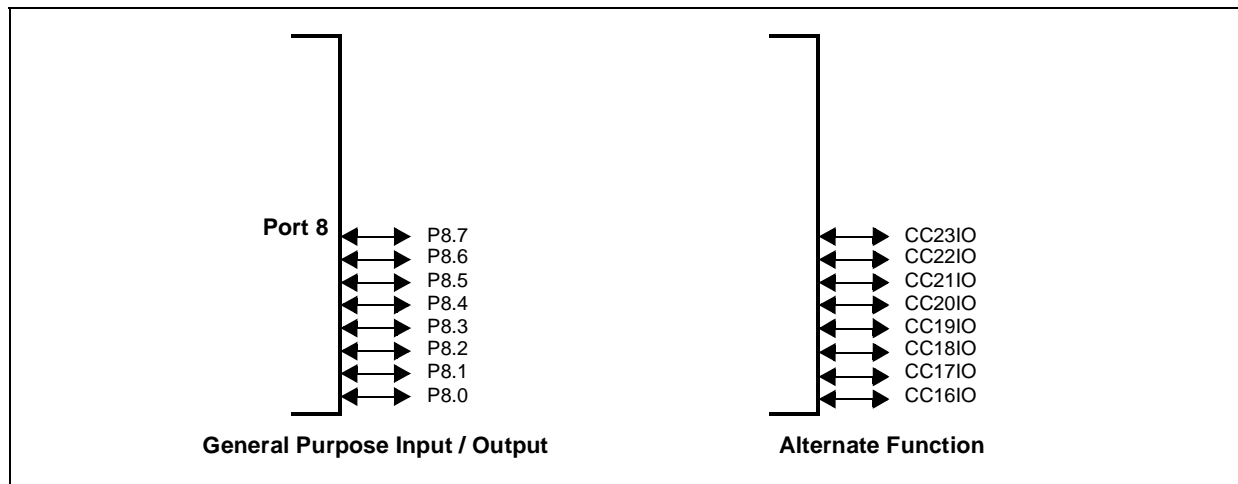 Port 8
P8.7
P8.6
P8.5
P8.4
P8.3
P8.2
P8.1
P8.0
General Purpose Input / Output
CC23IO
CC22IO
CC21IO
CC20IO
CC19IO
CC18IO
CC17IO
CC16IO
Alternate Function